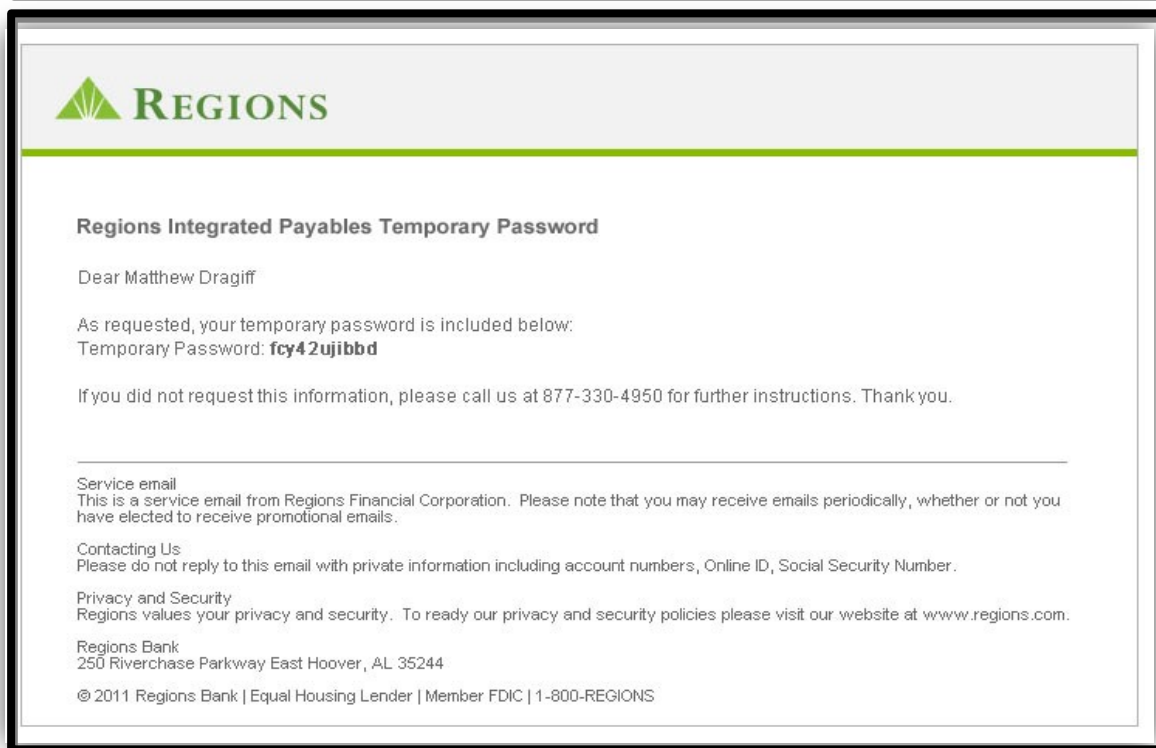 REGIONS
Regions Integrated Payables Temporary Password
Dear Matthew Dragiff
As requested, your temporary password is included below:
Temporary Password: fcy42ujibbd
If you did not request this information, please call us at 877-330-4950 for further instructions. Thank you.
Service email
This is a service email from Regions Financial Corporation. Please note that you may receive emails periodically, whether or not you
have elected to receive promotional emails.
Contacting Us
Please do not reply to this email with private information including account numbers, Online ID, Social Security Number.
Privacy and Security
Regions values your privacy and security. To ready our privacy and security policies please visit our website at www.regions.com.
Regions Bank
250 Riverchase Parkway East Hoover, AL 35244
© 2011 Regions Bank | Equal Housing Lender | Member FDIC | 1-800-REGIONS